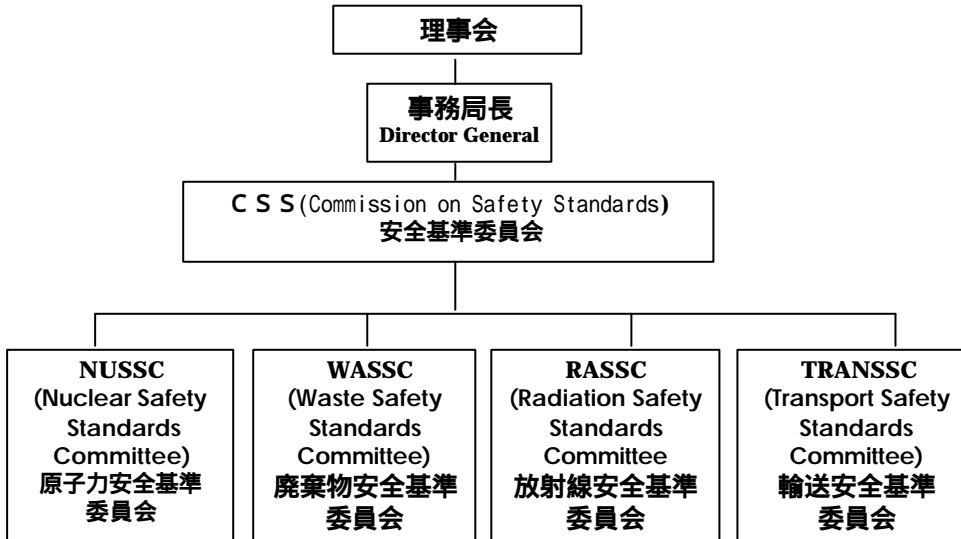 理事会
事務局長
Director General
ＣＳＳ(Commission on Safety Standards)
安全基準委員会
NUSSC
(Nuclear Safety
Standards
Committee)
原子力安全基準
委員会
WASSC
(Waste Safety
Standards
Committee)
廃棄物安全基準
委員会
RASSC
(Radiation Safety
Standards
Committee
放射線安全基準
委員会
TRANSSC
(Transport Safety
Standards
Committee)
輸送安全基準
委員会